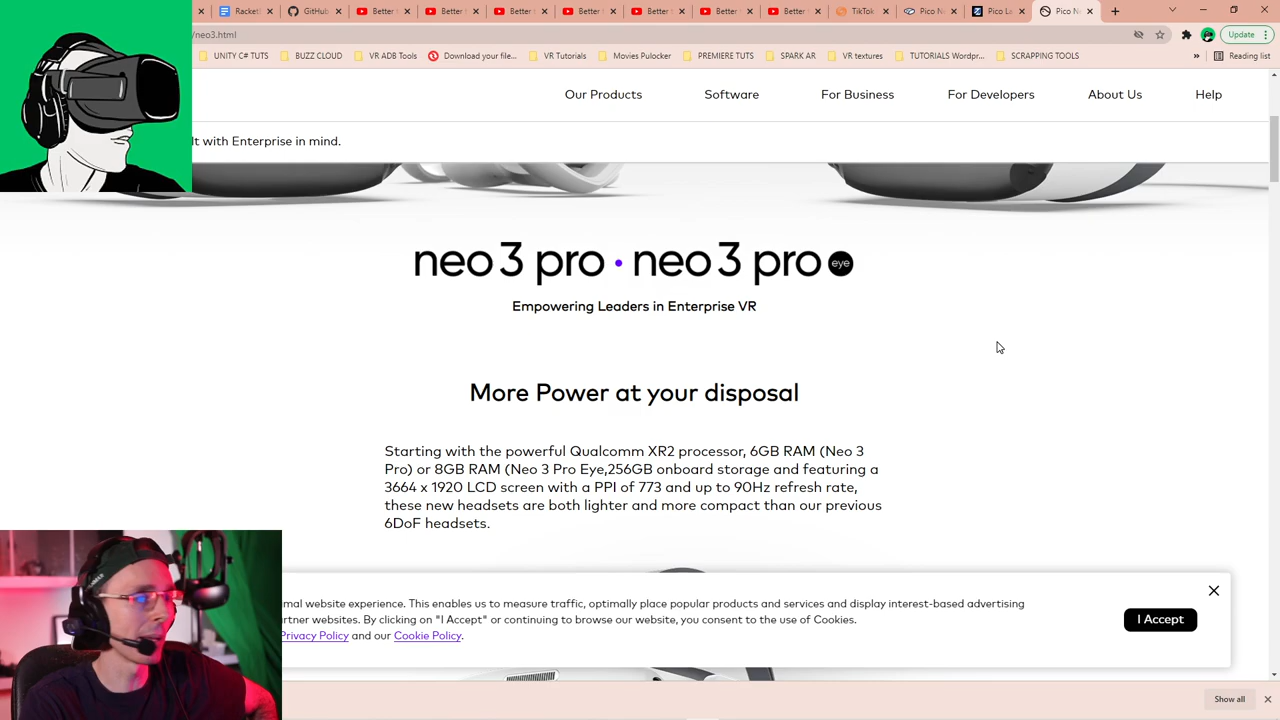 Racket
GitHub
Better
Better
Better
Better
Better
Better
Better
TikTok
Pico N
Pico La
Pico N
/neo3.html
Update
UNITY C# TUTS
BUZZ CLOUD
VR ADB Tools
Download your file...
VR Tutorials
Movies Pulocker
PREMIERE TUTS
SPARK AR
VR textures
TUTORIALS Wordpr...
SCRAPPING TOOLS
»
Reading list
Our Products
Software
For Business
For Developers
About Us
Help
lt with Enterprise in mind.
neo 3 pro • neo 3 pro eye
Empowering Leaders in Enterprise VR
More Power at your disposal
Starting with the powerful Qualcomm XR2 processor, 6GB RAM (Neo 3
Pro) or 8GB RAM (Neo 3 Pro Eye,256GB onboard storage and featuring a
3664 x 1920 LCD screen with a PPI of 773 and up to 90Hz refresh rate,
these new headsets are both lighter and more compact than our previous
6DoF headsets.
mal website experience. This enables us to measure traffic, optimally place popular products and services and display interest-based advertising
rtner websites. By clicking on "I Accept" or continuing to browse our website, you consent to the use of Cookies.
Privacy Policy and our Cookie Policy.
I Accept
Show all